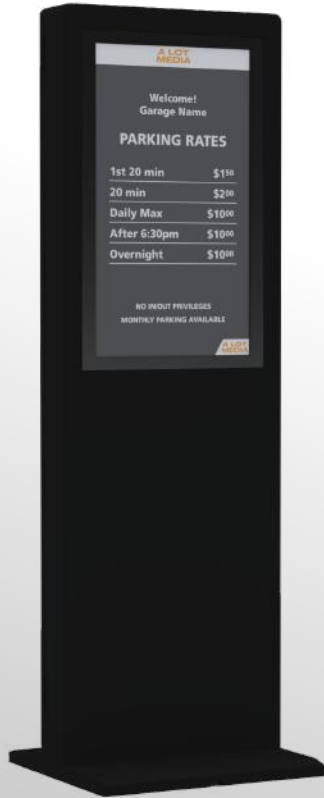 A LOT
MEDIA
Welcome!
Garage Name
PARKING RATES
1st 20 min $1⁵⁰
20 min $2⁰⁰
Daily Max $10⁰⁰
After 6:30pm $10⁰⁰
Overnight $10⁰⁰
NO IN/OUT PRIVILEGES
MONTHLY PARKING AVAILABLE
A LOT
MEDIA